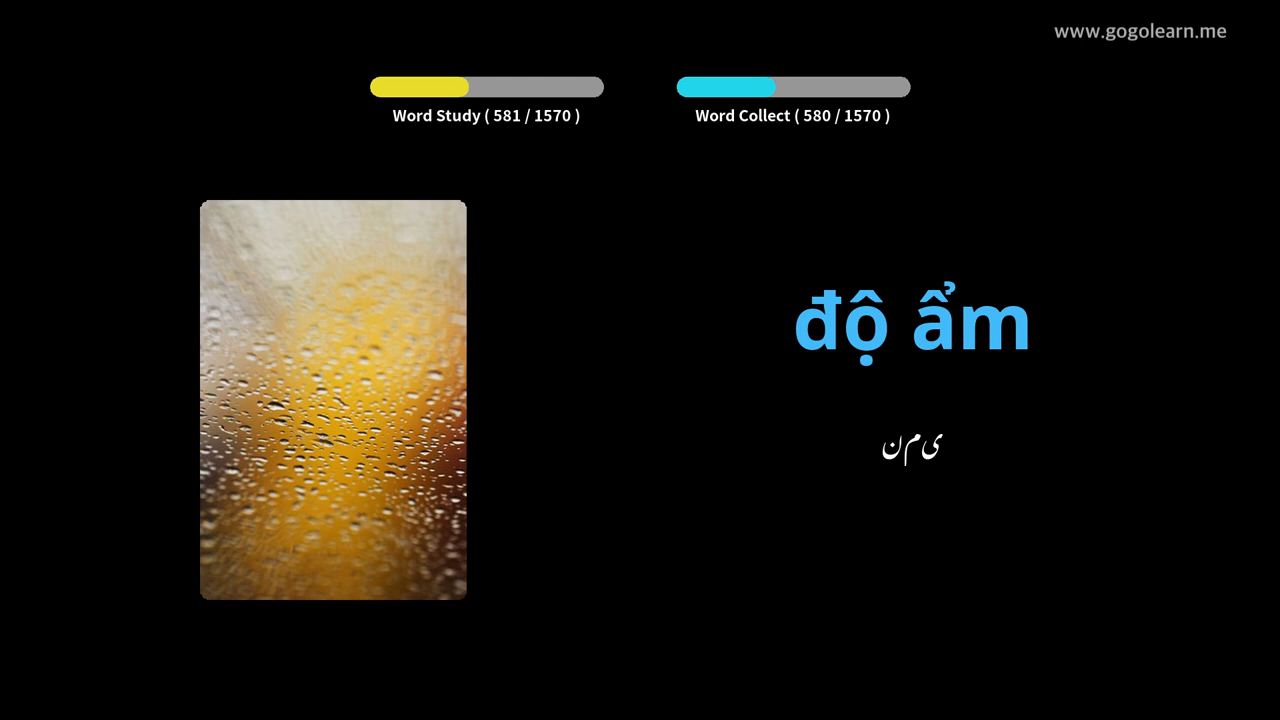 www.gogolearn.me
Word Study ( 581 / 1570 )
Word Collect ( 580 / 1570 )
độ ẩm
نمی